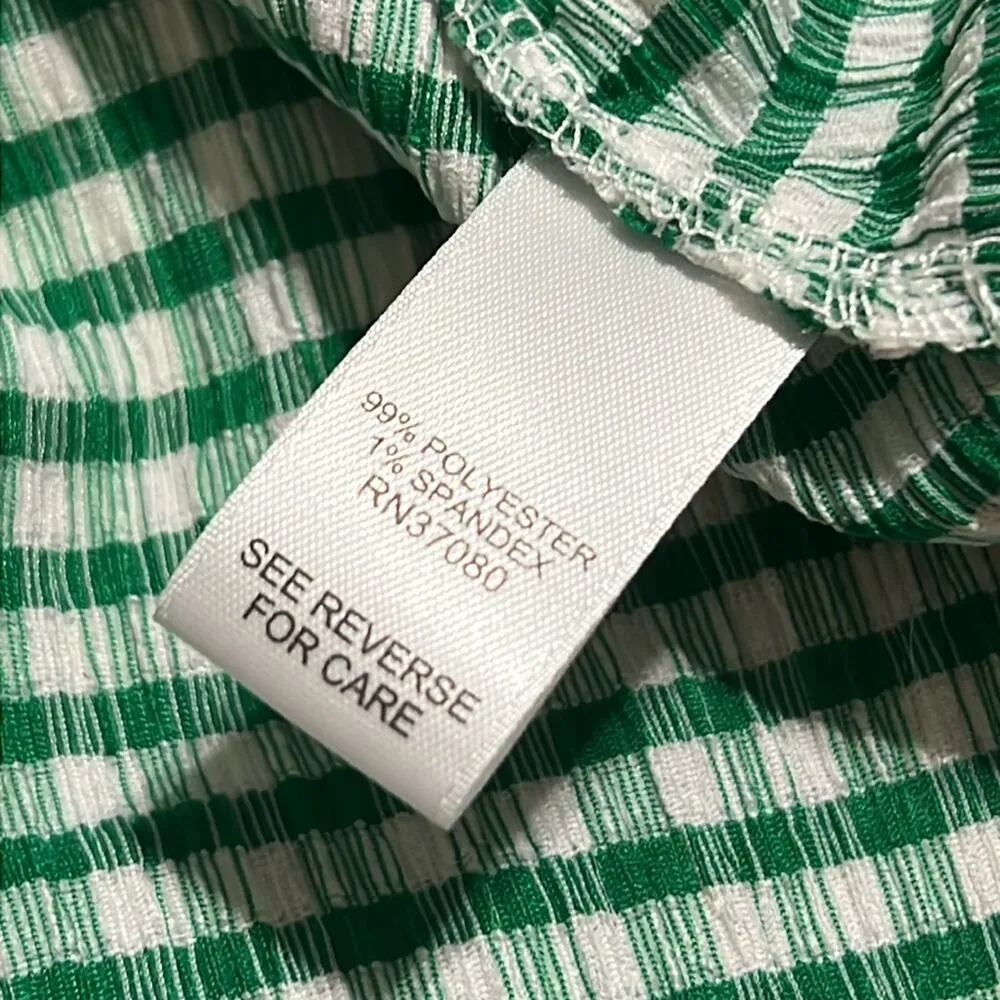 99% POLYESTER
1% SPANDEX
RN37080
SEE REVERSE
FOR CARE